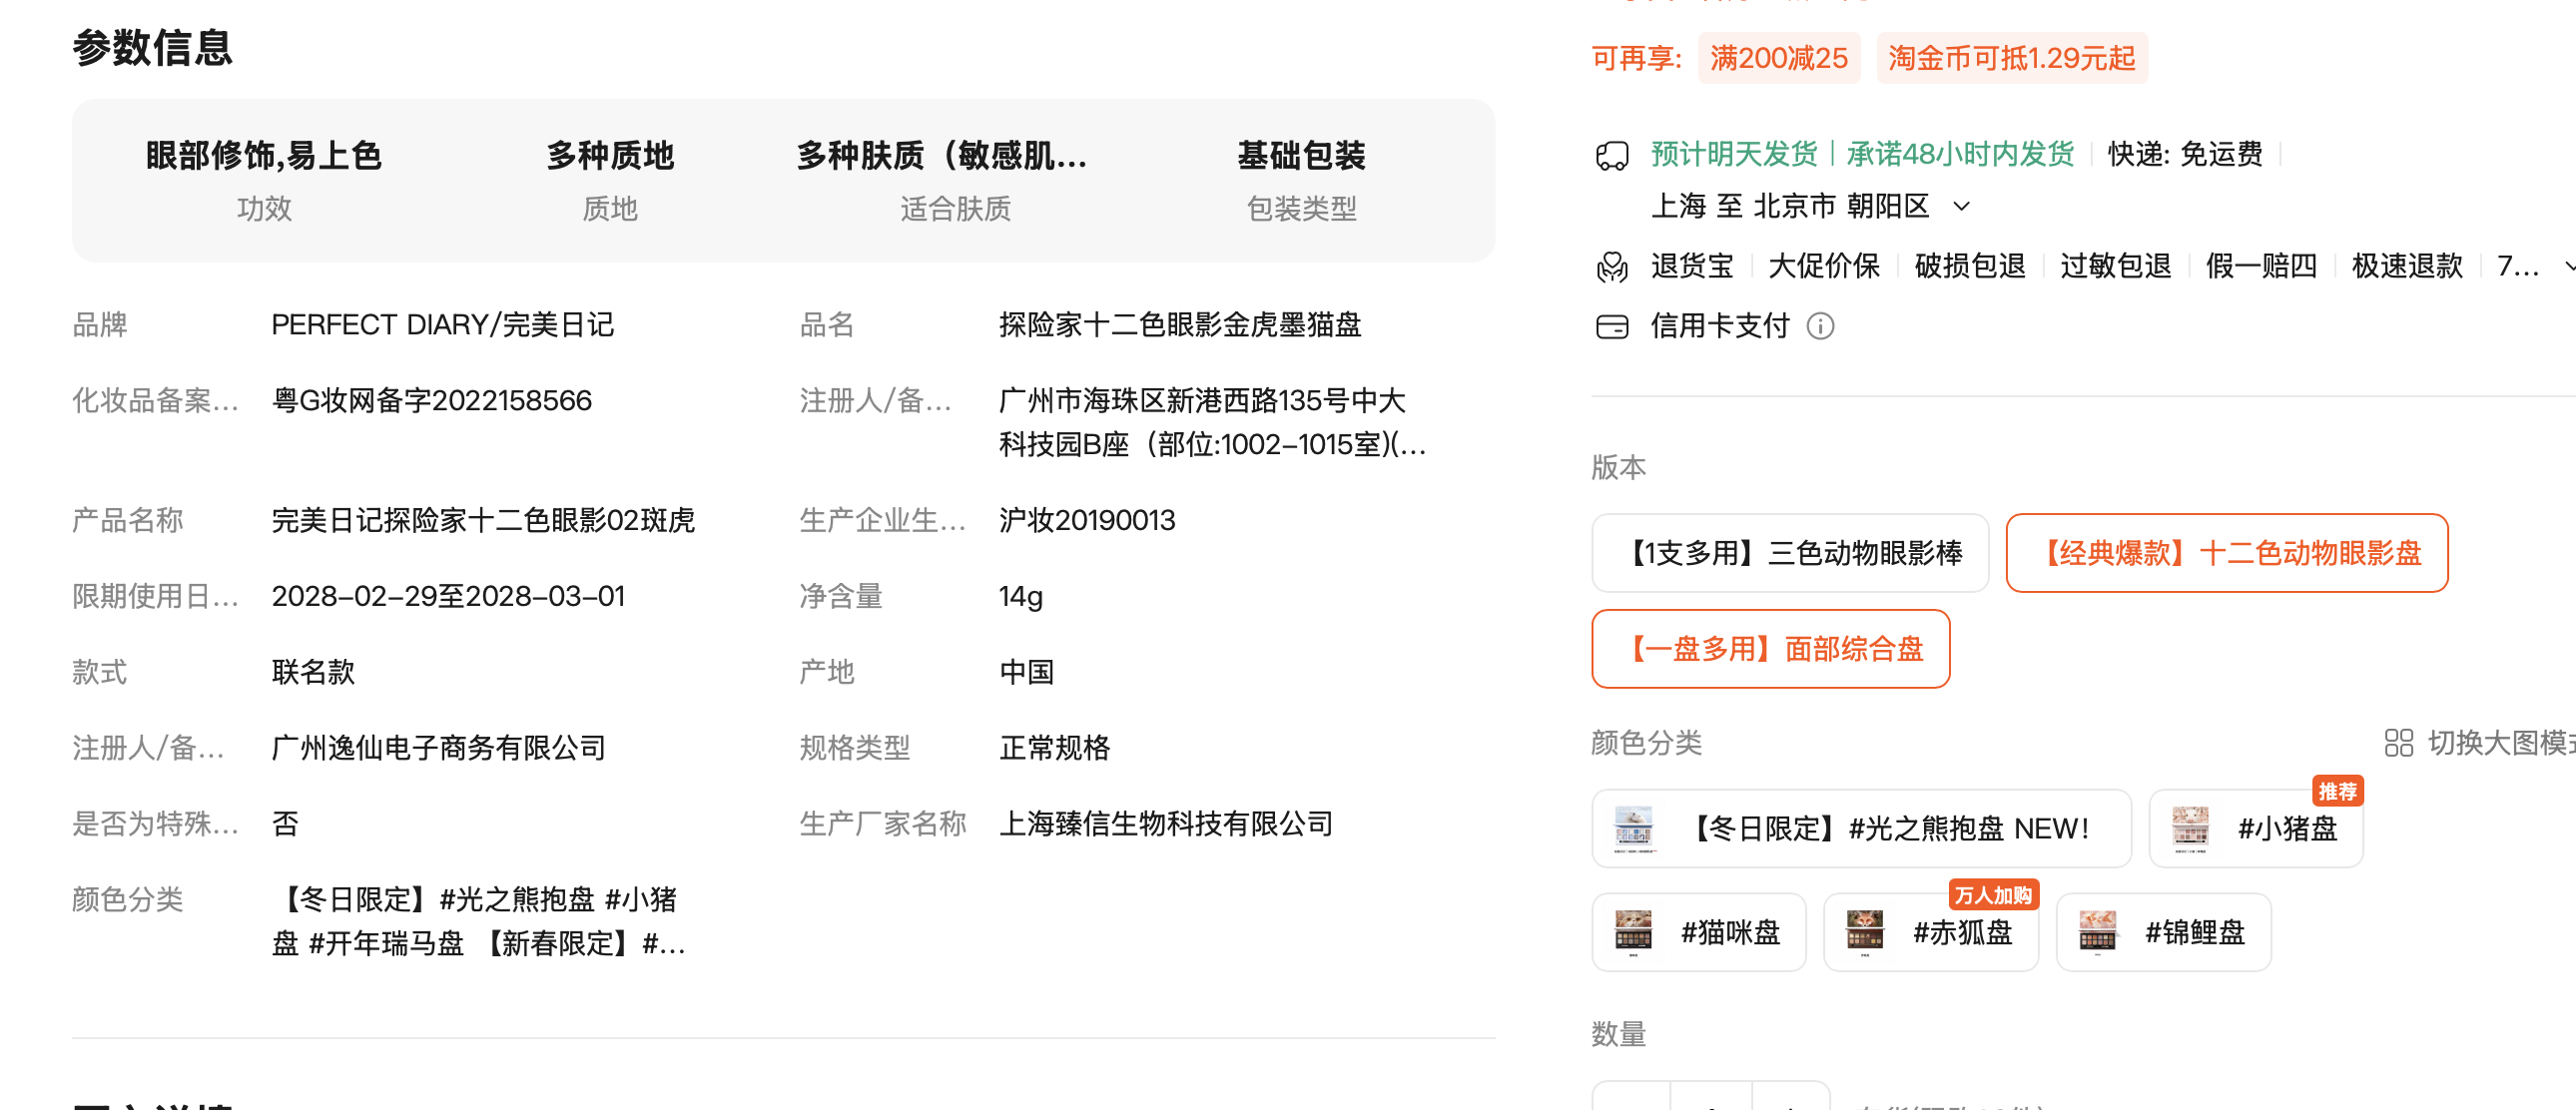 参数信息
眼部修饰,易上色
多种质地
多种肤质（敏感肌...
基础包装
功效
质地
适合肤质
包装类型
品牌
PERFECT DIARY/完美日记
品名
探险家十二色眼影金虎墨猫盘
化妆品备案...
粤G妆网备字2022158566
注册人/备...
广州市海珠区新港西路135号中大
科技园B座（部位:1002-1015室)(...
产品名称
完美日记探险家十二色眼影02斑虎
生产企业生...
沪妆20190013
限期使用日...
2028-02-29至2028-03-01
净含量
14g
款式
联名款
产地
中国
注册人/备...
广州逸仙电子商务有限公司
规格类型
正常规格
是否为特殊...
否
生产厂家名称
上海臻信生物科技有限公司
颜色分类
【冬日限定】#光之熊抱盘 #小猪
盘 #开年瑞马盘 【新春限定】#...
可再享:
满200减25
淘金币可抵1.29元起
预计明天发货 | 承诺48小时内发货 | 快递: 免运费
上海 至 北京市 朝阳区
退货宝 | 大促价保 | 破损包退 | 过敏包退 | 假一赔四 | 极速退款 | 7...
信用卡支付
版本
【1支多用】三色动物眼影棒
【经典爆款】十二色动物眼影盘
【一盘多用】面部综合盘
颜色分类
切换大图模式
【冬日限定】#光之熊抱盘 NEW!
推荐
#小猪盘
#猫咪盘
万人加购
#赤狐盘
#锦鲤盘
数量